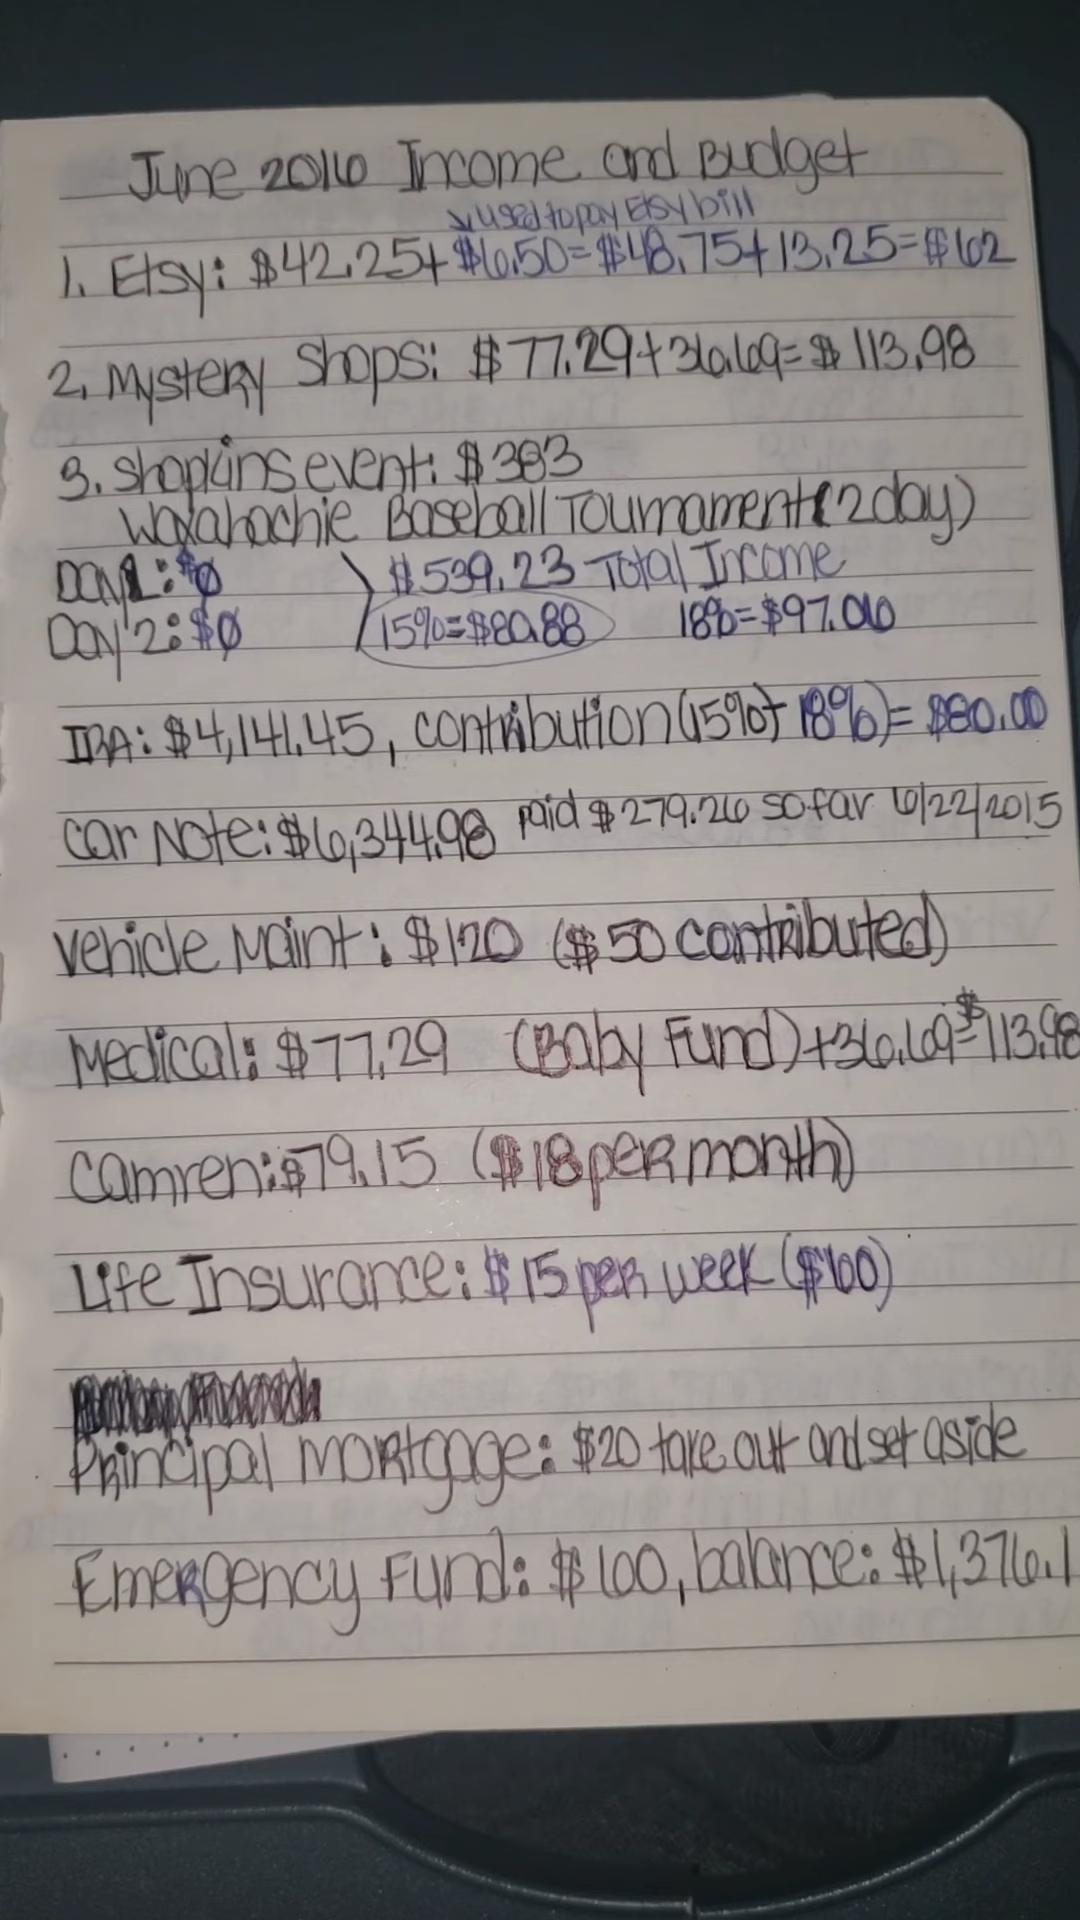 June 2016 Income and Budget
↘used to pay Etsy bill
1. Etsy: $42.25+ $6.50= $48.75+13.25= $62
2. Mystery Shops: $77.29+36.69= $113.98
3. Shopkins event: $383
Waxahachie Baseball Tournament (2 day)
Day 1: $0 $539.23 Total Income
Day 2: $0 15%=$80.88 18%=$97.06
IRA: $4,141.45, contribution (15%+ 18%)= $80.00
Car Note: $6,344.98 paid $279.26 so far 6/22/2015
Vehicle Maint: $120 ($50 contributed)
Medical: $77.29 (Baby Fund)+36.69=$113.98
Camren: $79.15 ($18 per month)
Life Insurance: $15 per week ($60)
Principal Mortgage: $20 take out and set aside
Emergency Fund: $100, balance: $1,376.1